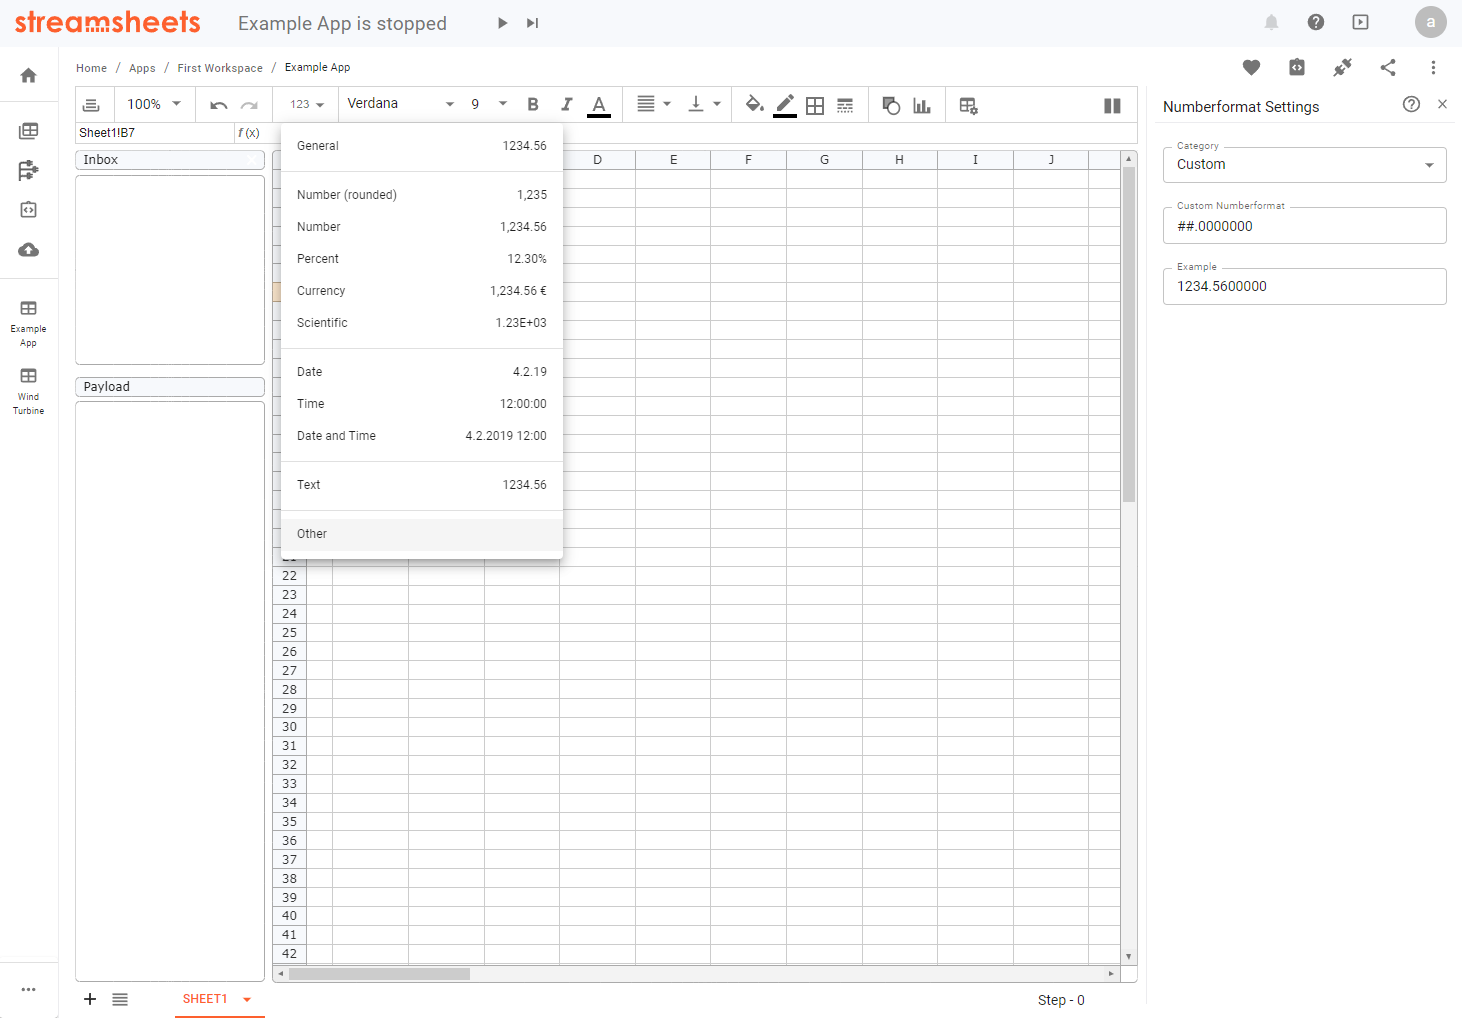 streamsheets
Example App is stopped
a
Home / Apps / First Workspace / Example App
100%
123
Verdana
9
B
I
A
Numberformat Settings
Sheet1!B7
f (x)
Inbox
Payload
General 1234.56
Number (rounded) 1,235
Number 1,234.56
Percent 12.30%
Currency 1,234.56 €
Scientific 1.23E+03
Date 4.2.19
Time 12:00:00
Date and Time 4.2.2019 12:00
Text 1234.56
Other
D E F G H I J
22
23
24
25
26
27
28
29
30
31
32
33
34
35
36
37
38
39
40
41
42
Category
Custom
Custom Numberformat
##.0000000
Example
1234.5600000
Example
App
Wind
Turbine
SHEET1
Step - 0